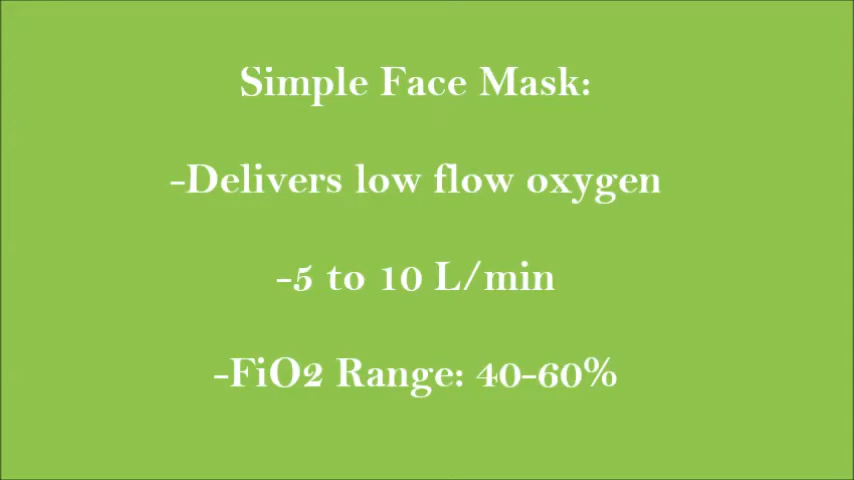 Simple Face Mask:
-Delivers low flow oxygen
-5 to 10 L/min
-FiO2 Range: 40-60%